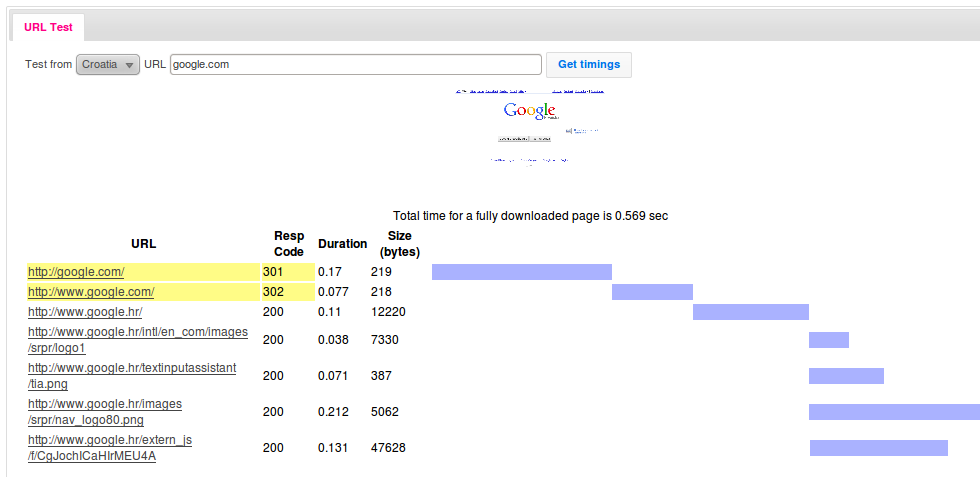 URL Test
Test from Croatia URL google.com Get timings
Google
Total time for a fully downloaded page is 0.569 sec
URL Resp Code Duration Size (bytes)
http://google.com/ 301 0.17 219
http://www.google.com/ 302 0.077 218
http://www.google.hr/ 200 0.11 12220
http://www.google.hr/intl/en_com/images
/srpr/logo1 200 0.038 7330
http://www.google.hr/textinputassistant
/tia.png 200 0.071 387
http://www.google.hr/images
/srpr/nav_logo80.png 200 0.212 5062
http://www.google.hr/extern_js
/f/CgJochICaHIrMEU4A 200 0.131 47628